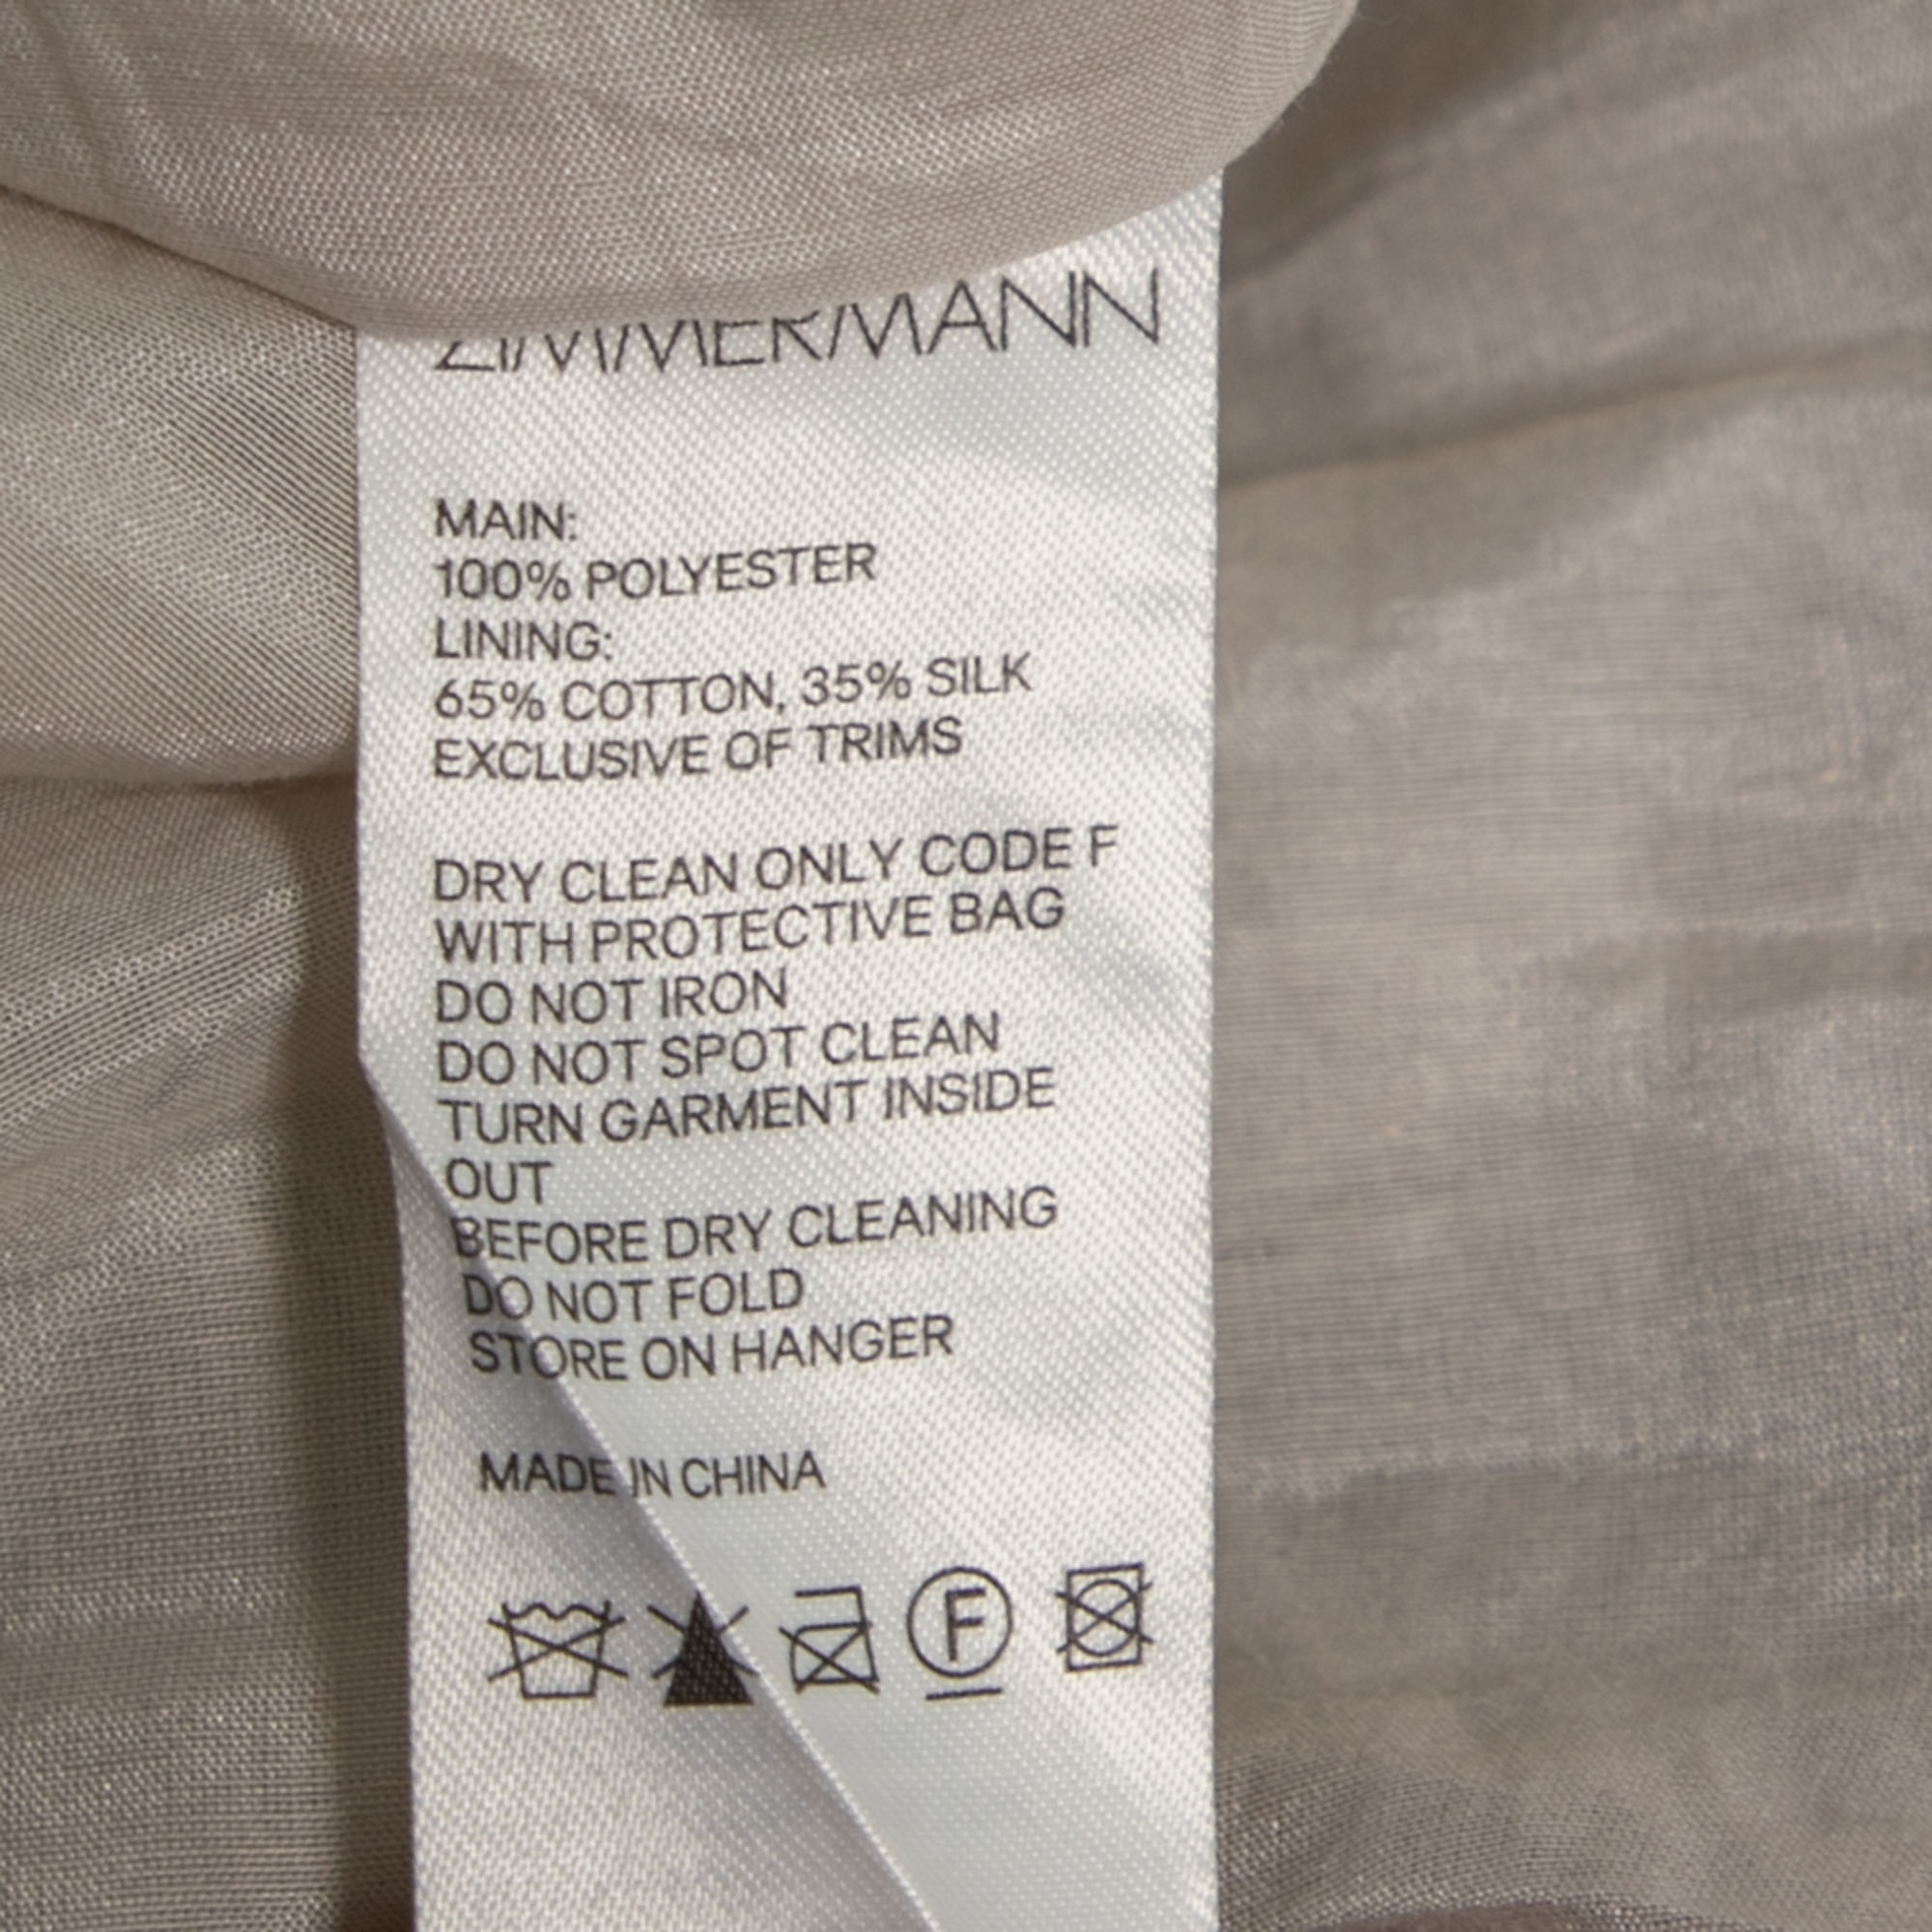 ZIMMERMANN
MAIN:
100% POLYESTER
LINING:
65% COTTON, 35% SILK
EXCLUSIVE OF TRIMS
DRY CLEAN ONLY CODE F
WITH PROTECTIVE BAG
DO NOT IRON
DO NOT SPOT CLEAN
TURN GARMENT INSIDE
OUT
BEFORE DRY CLEANING
DO NOT FOLD
STORE ON HANGER
MADE IN CHINA
F